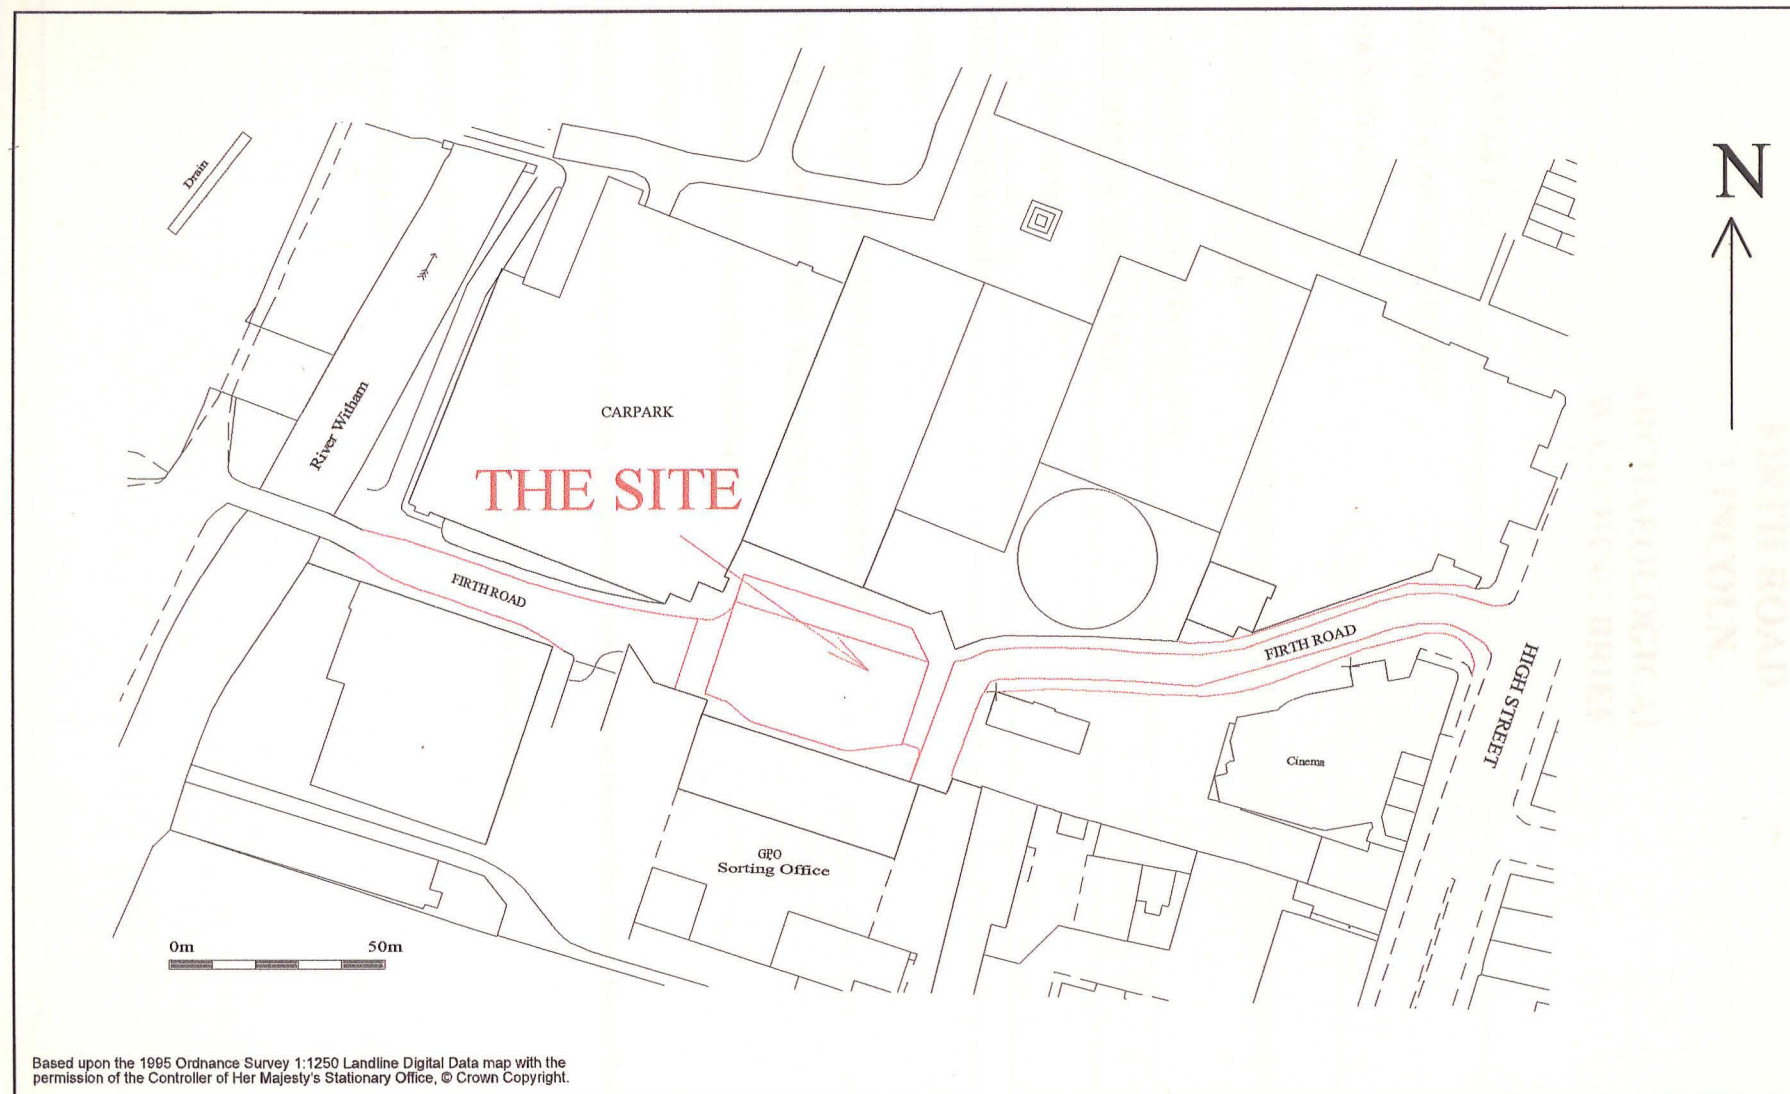 Drain
N
River Witham
CARPARK
THE SITE
FIRTH ROAD
FIRTH ROAD
HIGH STREET
Cinema
GPO
Sorting Office
0m 50m
Based upon the 1995 Ordnance Survey 1:1250 Landline Digital Data map with the
permission of the Controller of Her Majesty's Stationary Office, © Crown Copyright.